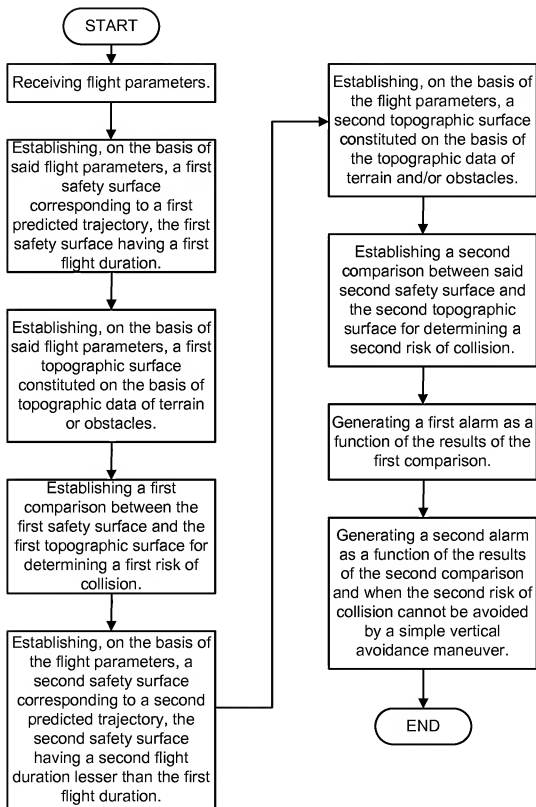 START
Receiving flight parameters.
Establishing, on the basis of
said flight parameters, a first
safety surface
corresponding to a first
predicted trajectory, the first
safety surface having a first
flight duration.
Establishing, on the basis of
said flight parameters, a first
topographic surface
constituted on the basis of
topographic data of terrain
or obstacles.
Establishing a first
comparison between the
first safety surface and the
first topographic surface for
determining a first risk of
collision.
Establishing, on the basis of
the flight parameters, a
second safety surface
corresponding to a second
predicted trajectory, the
second safety surface
having a second flight
duration lesser than the first
flight duration.
Establishing, on the basis of
the flight parameters, a
second topographic surface
constituted on the basis of
the topographic data of
terrain and/or obstacles.
Establishing a second
comparison between said
second safety surface and
the second topographic
surface for determining a
second risk of collision.
Generating a first alarm as a
function of the results of the
first comparison.
Generating a second alarm
as a function of the results
of the second comparison
and when the second risk of
collision cannot be avoided
by a simple vertical
avoidance maneuver.
END